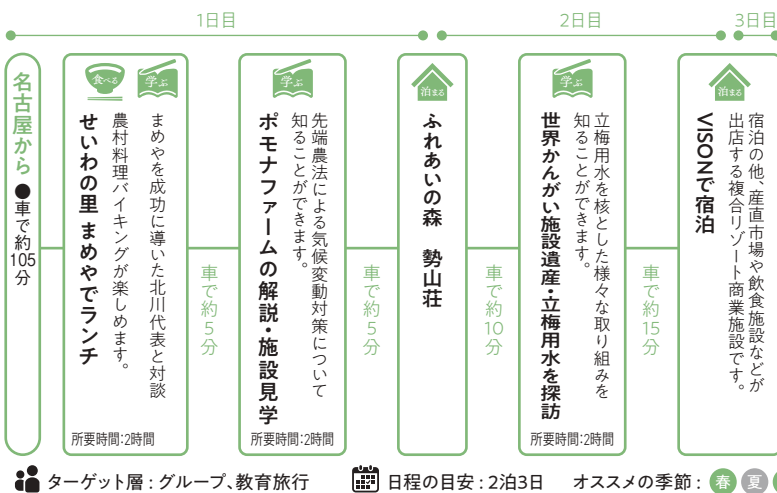 1日目
2日目
3日目
名古屋から ●車で約105分
食べる
学ぶ
せいわの里 まめやでランチ
農村料理バイキングが楽しめます。
まめやを成功に導いた北川代表と対談
所要時間:2時間
車で約5分
学ぶ
ポモナファームの解説・施設見学
先端農法による気候変動対策について
知ることができます。
所要時間:2時間
車で約5分
泊まる
ふれあいの森 勢山荘
車で約10分
学ぶ
世界かんがい施設遺産・立梅用水を探訪
立梅用水を核とした様々な取り組みを
知ることができます。
所要時間:2時間
車で約15分
泊まる
VISONで宿泊
宿泊の他、産直市場や飲食施設などが
出店する複合リゾート商業施設です。
ターゲット層：グループ、教育旅行 日程の目安：2泊3日 オススメの季節： 春 夏